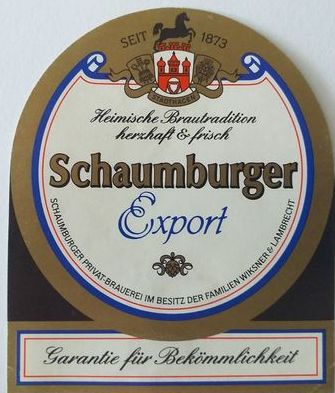 SEIT 1873
STADTHAGEN
Heimische Brautradition
herzhaft & frisch
Schaumburger
Export
SCHAUMBURGER PRIVAT-BRAUEREI IM BESITZ DER FAMILIEN WIKSNER & LAMBRECHT
Garantie für Bekömmlichkeit